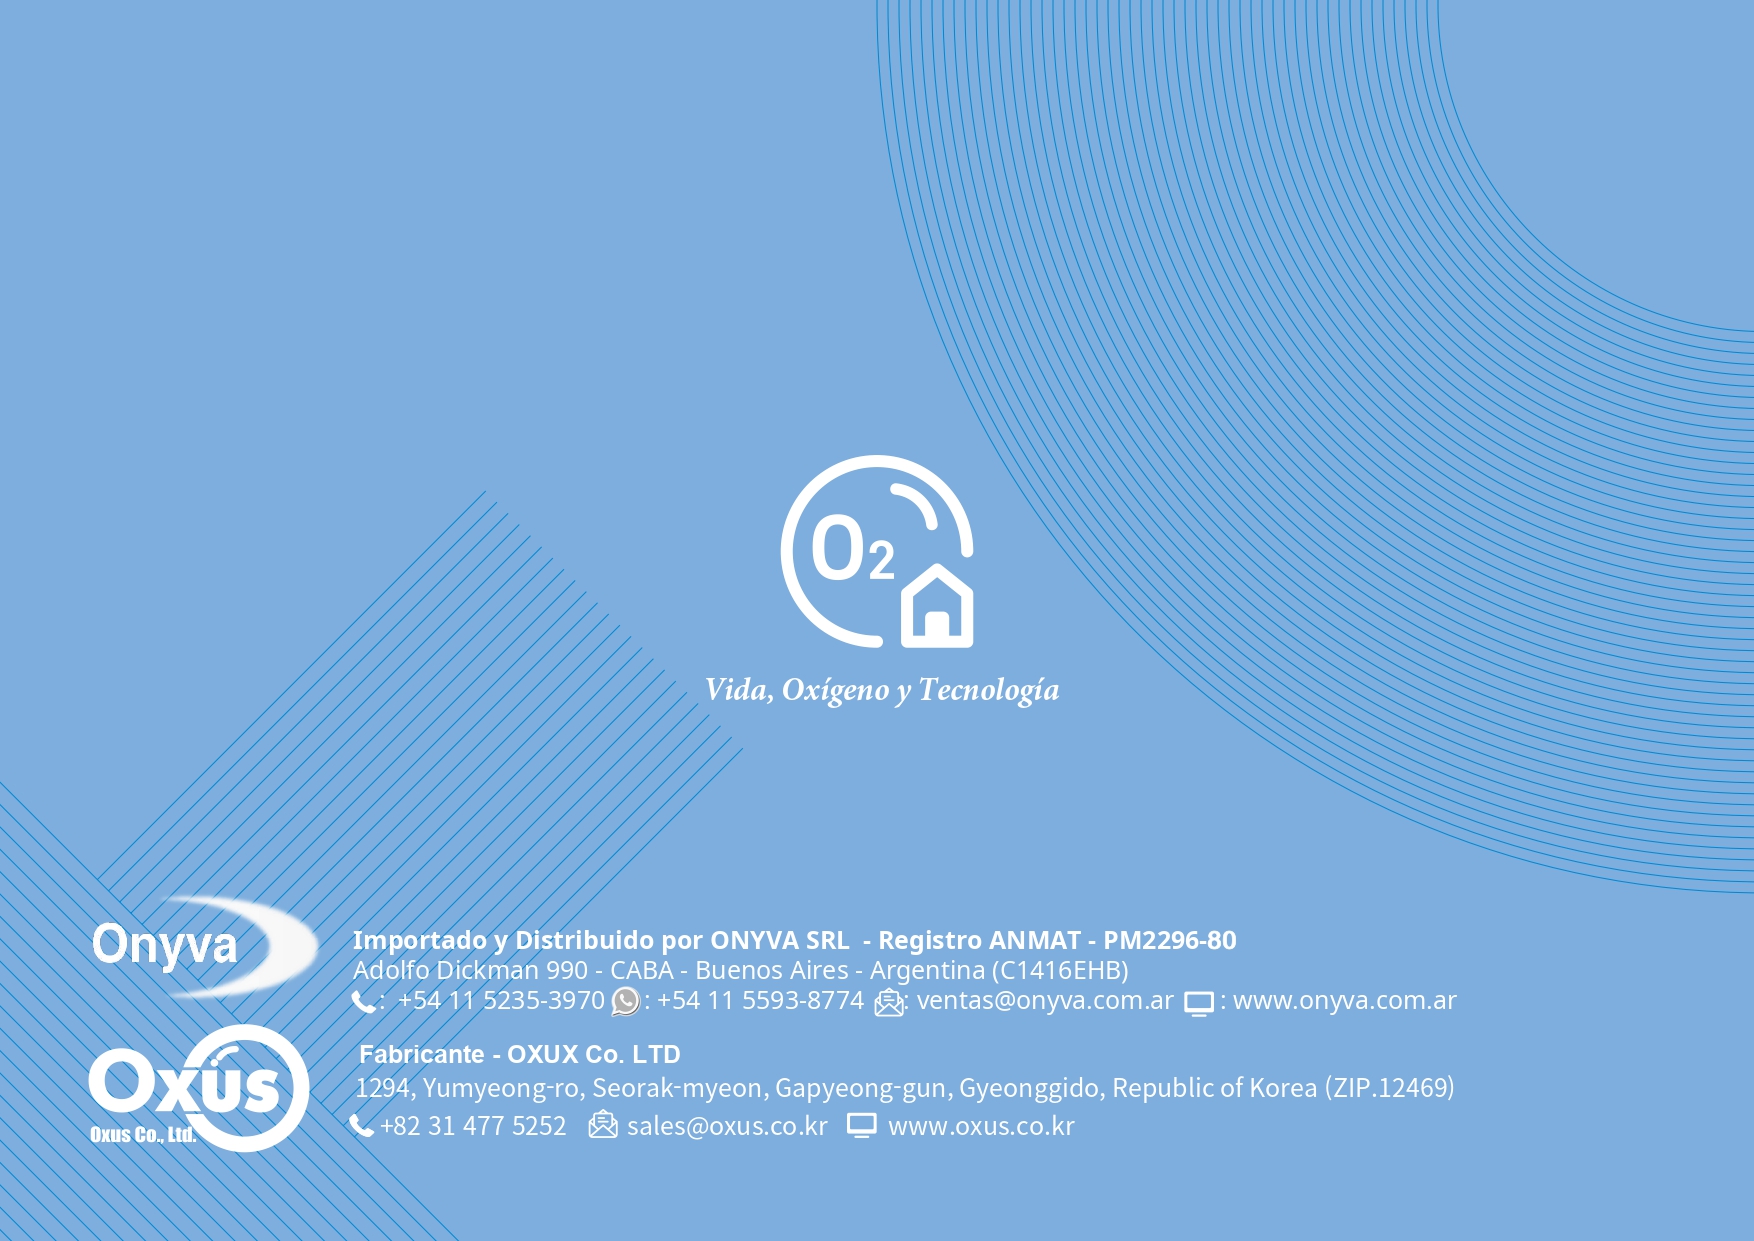 O2
Vida, Oxígeno y Tecnología
Onyva
Importado y Distribuido por ONYVA SRL - Registro ANMAT - PM2296-80
Adolfo Dickman 990 - CABA - Buenos Aires - Argentina (C1416EHB)
: +54 11 5235-3970 : +54 11 5593-8774 : ventas@onyva.com.ar : www.onyva.com.ar
Oxus
Oxus Co., Ltd.
Fabricante - OXUX Co. LTD
1294, Yumyeong-ro, Seorak-myeon, Gapyeong-gun, Gyeonggido, Republic of Korea (ZIP.12469)
+82 31 477 5252 sales@oxus.co.kr www.oxus.co.kr